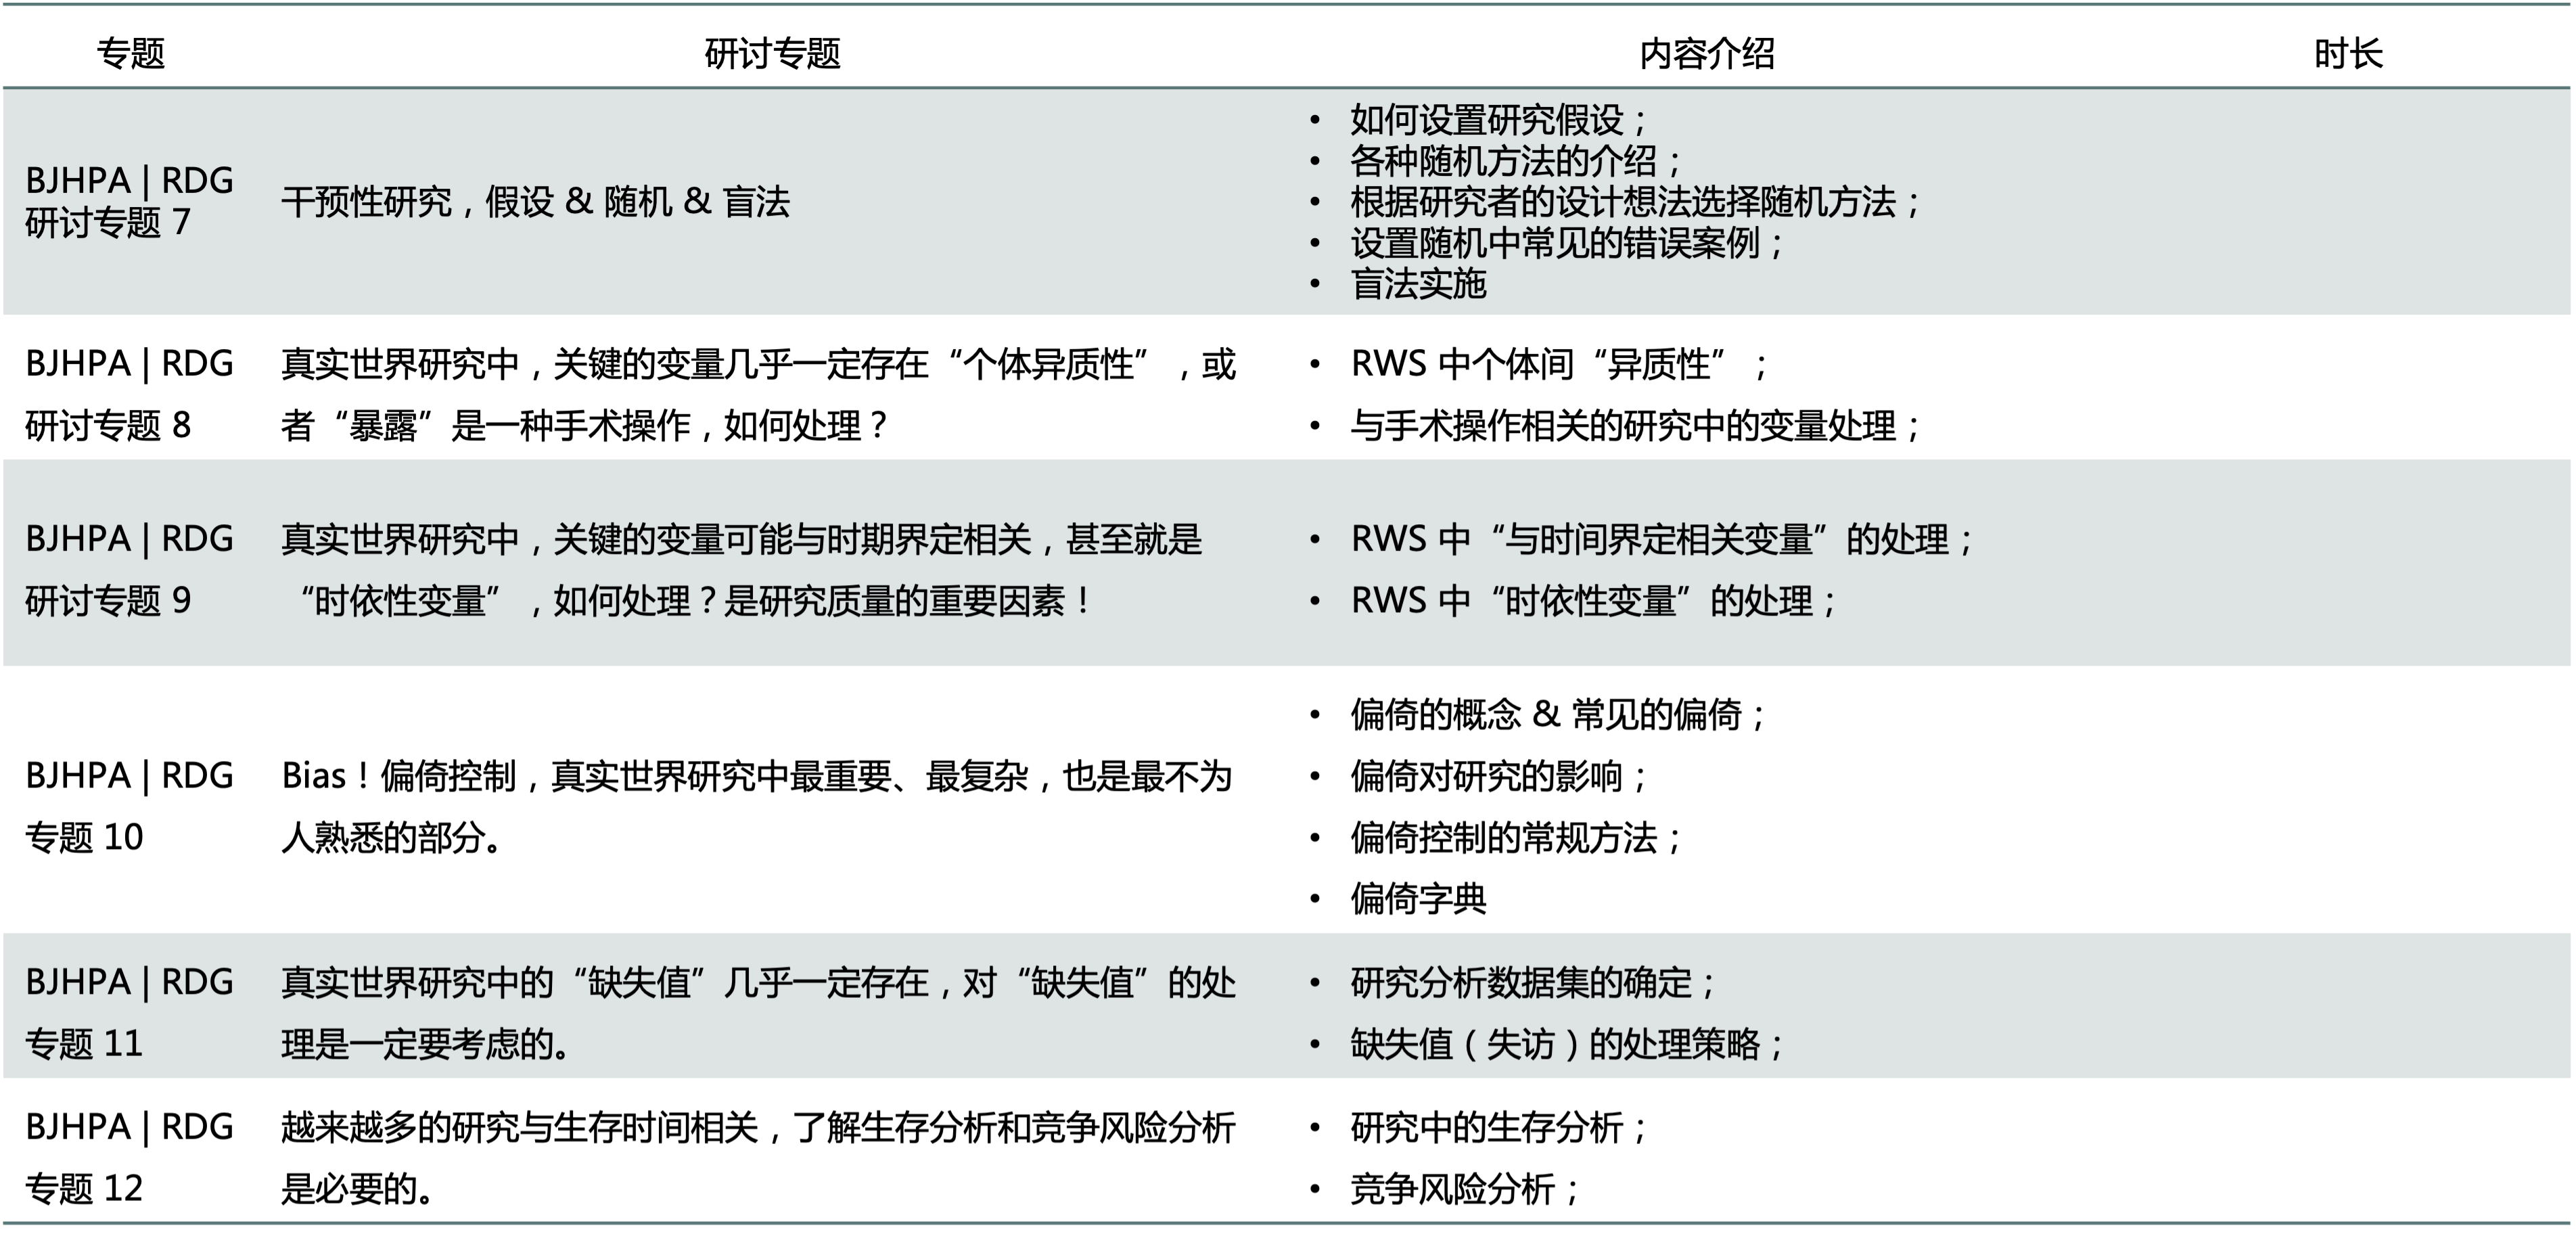 专题 研讨专题 内容介绍 时长
BJHPA | RDG
研讨专题 7
干预性研究，假设 & 随机 & 盲法
• 如何设置研究假设；
• 各种随机方法的介绍；
• 根据研究者的设计想法选择随机方法；
• 设置随机中常见的错误案例；
• 盲法实施
BJHPA | RDG
研讨专题 8
真实世界研究中，关键的变量几乎一定存在“个体异质性”，或
者“暴露”是一种手术操作，如何处理？
• RWS 中个体间“异质性”；
• 与手术操作相关的研究中的变量处理；
BJHPA | RDG
研讨专题 9
真实世界研究中，关键的变量可能与时期界定相关，甚至就是
“时依性变量”，如何处理？是研究质量的重要因素！
• RWS 中“与时间界定相关变量”的处理；
• RWS 中“时依性变量”的处理；
BJHPA | RDG
专题 10
Bias！偏倚控制，真实世界研究中最重要、最复杂，也是最不为
人熟悉的部分。
• 偏倚的概念 & 常见的偏倚；
• 偏倚对研究的影响；
• 偏倚控制的常规方法；
• 偏倚字典
BJHPA | RDG
专题 11
真实世界研究中的“缺失值”几乎一定存在，对“缺失值”的处
理是一定要考虑的。
• 研究分析数据集的确定；
• 缺失值（失访）的处理策略；
BJHPA | RDG
专题 12
越来越多的研究与生存时间相关，了解生存分析和竞争风险分析
是必要的。
• 研究中的生存分析；
• 竞争风险分析；